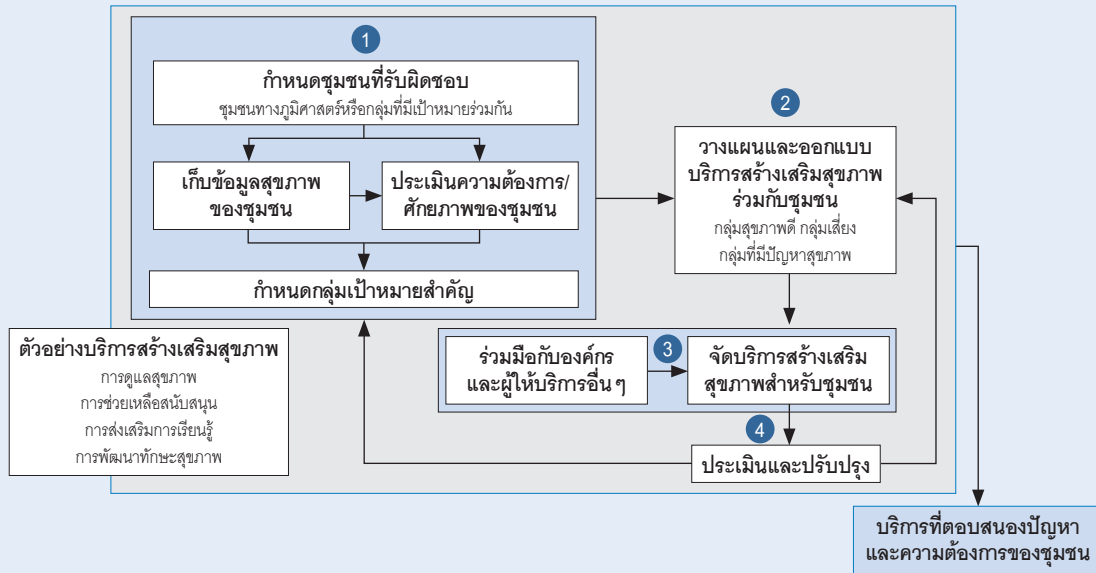 1
กำหนดชุมชนที่รับผิดชอบ
ชุมชนทางภูมิศาสตร์หรือกลุ่มที่มีเป้าหมายร่วมกัน
เก็บข้อมูลสุขภาพ
ของชุมชน
ประเมินความต้องการ/
ศักยภาพของชุมชน
กำหนดกลุ่มเป้าหมายสำคัญ
2
วางแผนและออกแบบ
บริการสร้างเสริมสุขภาพ
ร่วมกับชุมชน
กลุ่มสุขภาพดี กลุ่มเสี่ยง
กลุ่มที่มีปัญหาสุขภาพ
ตัวอย่างบริการสร้างเสริมสุขภาพ
การดูแลสุขภาพ
การช่วยเหลือสนับสนุน
การส่งเสริมการเรียนรู้
การพัฒนาทักษะสุขภาพ
ร่วมมือกับองค์กร
และผู้ให้บริการอื่น ๆ
3
จัดบริการสร้างเสริม
สุขภาพสำหรับชุมชน
4
ประเมินและปรับปรุง
บริการที่ตอบสนองปัญหา
และความต้องการของชุมชน